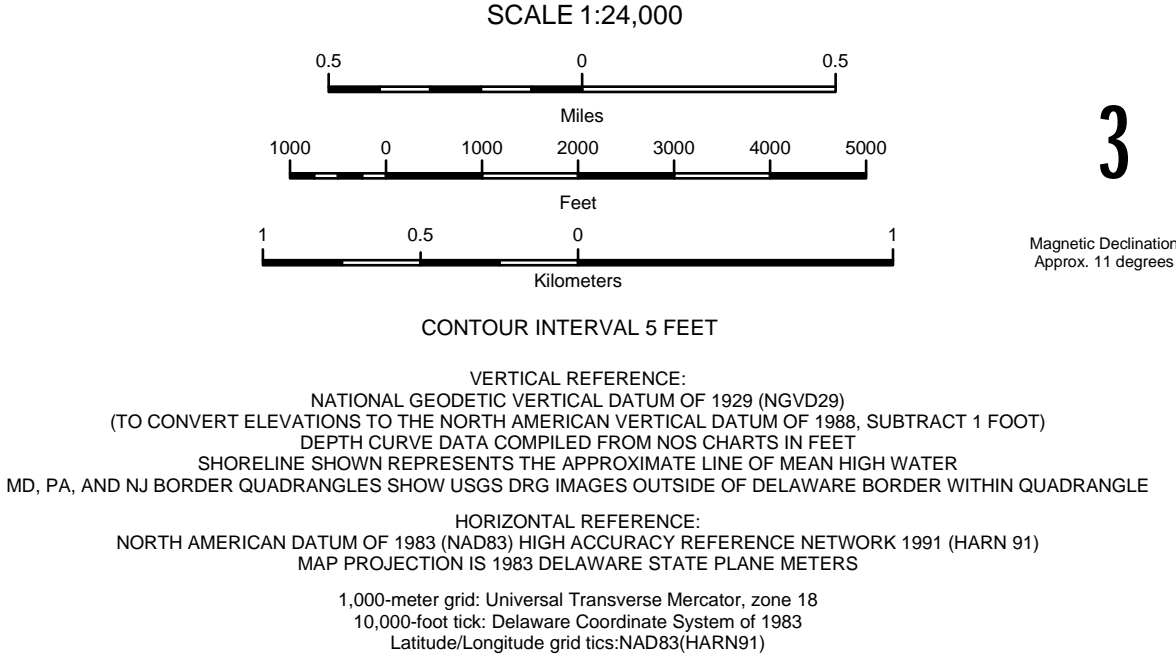 SCALE 1:24,000
0.5 0 0.5
Miles
1000 0 1000 2000 3000 4000 5000
Feet
1 0.5 0 1
Kilometers
3
Magnetic Declination
Approx. 11 degrees
CONTOUR INTERVAL 5 FEET
VERTICAL REFERENCE:
NATIONAL GEODETIC VERTICAL DATUM OF 1929 (NGVD29)
(TO CONVERT ELEVATIONS TO THE NORTH AMERICAN VERTICAL DATUM OF 1988, SUBTRACT 1 FOOT)
DEPTH CURVE DATA COMPILED FROM NOS CHARTS IN FEET
SHORELINE SHOWN REPRESENTS THE APPROXIMATE LINE OF MEAN HIGH WATER
MD, PA, AND NJ BORDER QUADRANGLES SHOW USGS DRG IMAGES OUTSIDE OF DELAWARE BORDER WITHIN QUADRANGLE
HORIZONTAL REFERENCE:
NORTH AMERICAN DATUM OF 1983 (NAD83) HIGH ACCURACY REFERENCE NETWORK 1991 (HARN 91)
MAP PROJECTION IS 1983 DELAWARE STATE PLANE METERS
1,000-meter grid: Universal Transverse Mercator, zone 18
10,000-foot tick: Delaware Coordinate System of 1983
Latitude/Longitude grid tics:NAD83(HARN91)